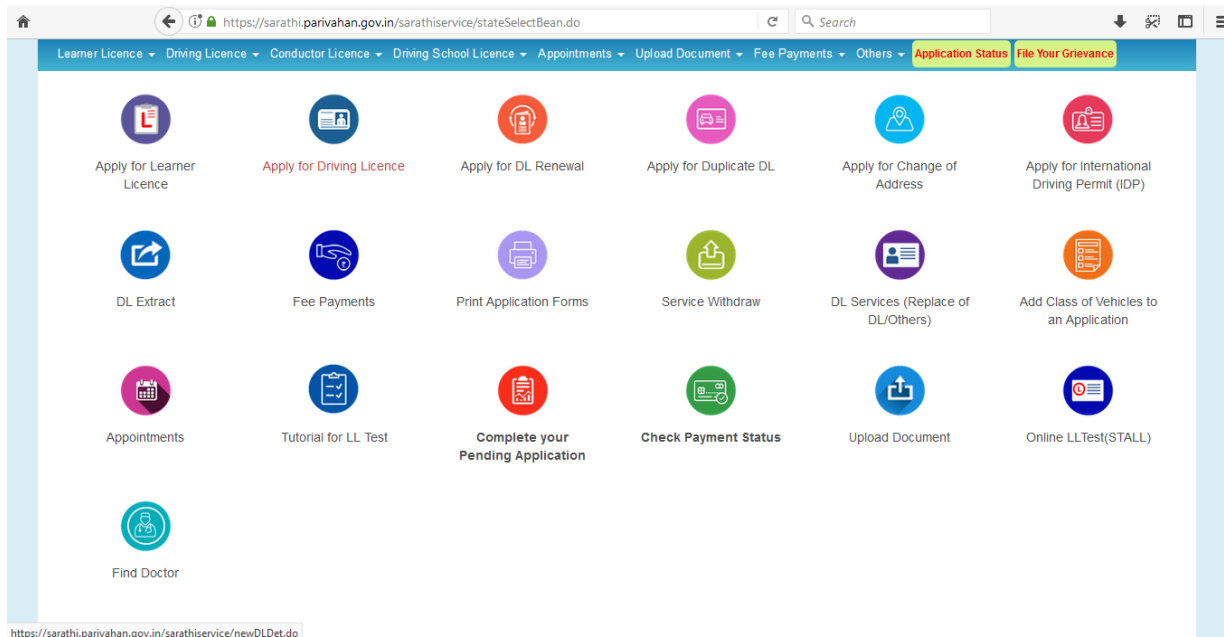 https://sarathi.parivahan.gov.in/sarathiservice/stateSelectBean.do
Search
Learner Licence Driving Licence Conductor Licence Driving School Licence Appointments Upload Document Fee Payments Others Application Status File Your Grievance
L
Apply for Learner
Licence
Apply for Driving Licence
Apply for DL Renewal
Apply for Duplicate DL
Apply for Change of
Address
Apply for International
Driving Permit (IDP)
DL Extract
Fee Payments
Print Application Forms
Service Withdraw
DL Services (Replace of
DL/Others)
Add Class of Vehicles to
an Application
Appointments
Tutorial for LL Test
Complete your
Pending Application
Check Payment Status
Upload Document
Online LLTest(STALL)
Find Doctor
https://sarathi.parivahan.gov.in/sarathiservice/newDLDet.do